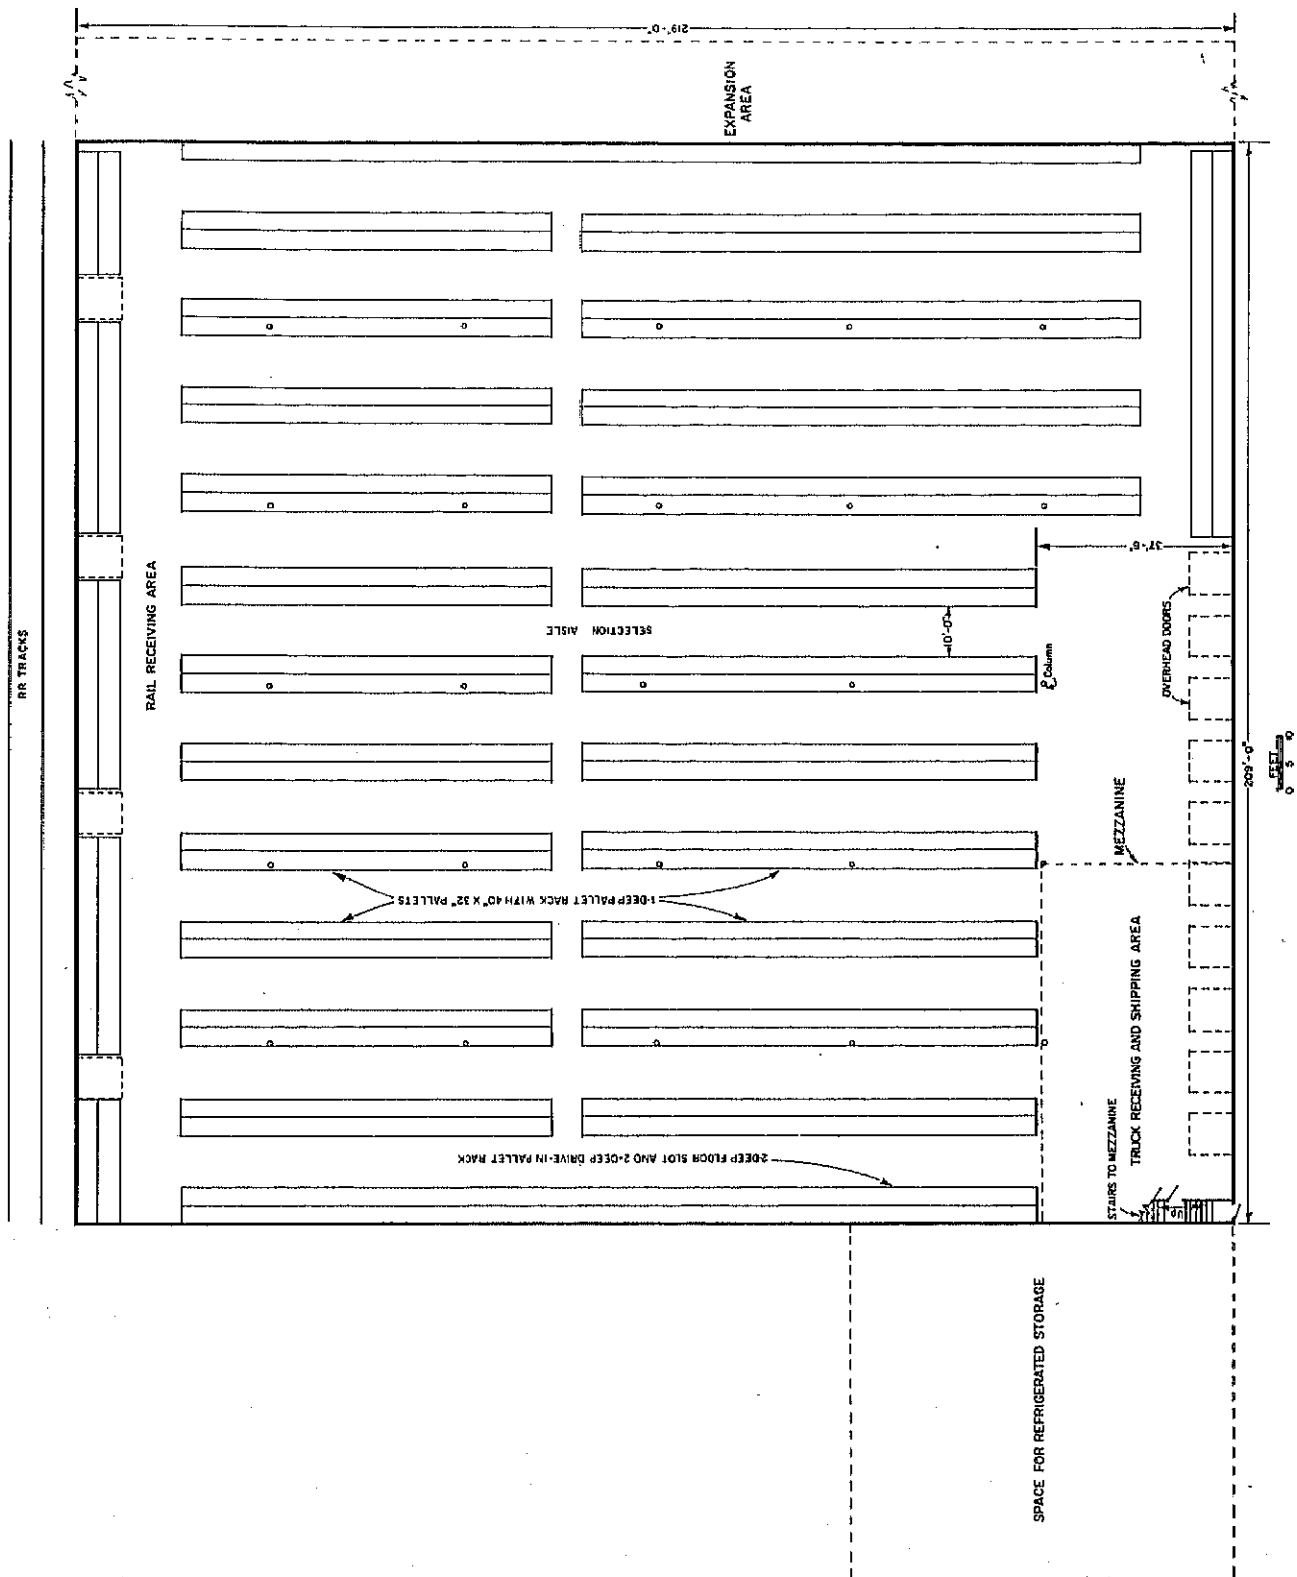 RR TRACKS
219'-0"
EXPANSION
AREA
RAIL RECEIVING AREA
SELECTION AISLE
10'-0"
37'-6"
Column
OVERHEAD DOORS
209'-0"
FEET
0 5 10
MEZZANINE
1-DEEP PALLET RACK WITH 40" X 32" PALLETS
TRUCK RECEIVING AND SHIPPING AREA
2-DEEP FLOOR SLOT AND 2-DEEP DRIVE-IN PALLET RACK
STAIRS TO MEZZANINE
Up
SPACE FOR REFRIGERATED STORAGE